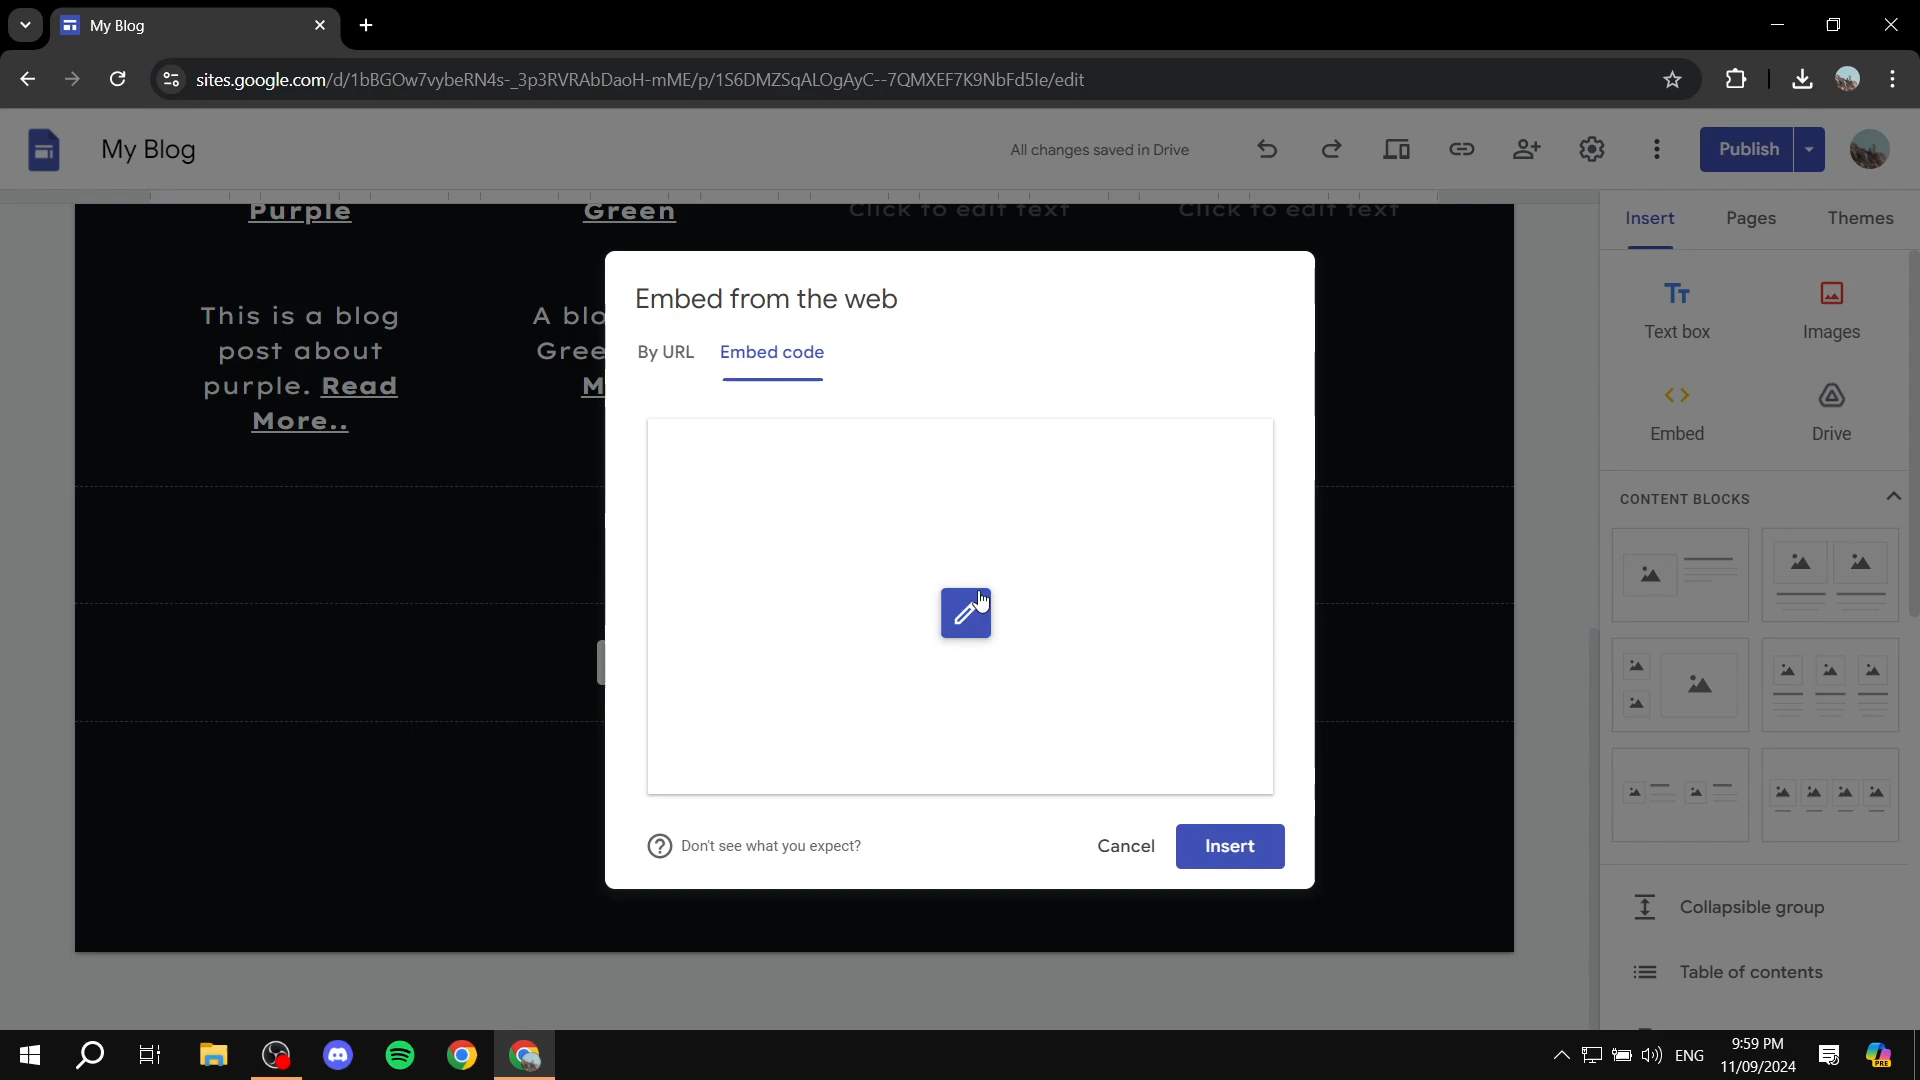 My Blog
sites.google.com/d/1bBGOw7vybeRN4s-_3p3RVRAbDaoH-mME/p/1S6DMZSqALOgAyC--7QMXEF7K9NbFd5Ie/edit
My Blog
All changes saved in Drive
Publish
Insert
Pages
Themes
Purple
Green
Click to edit text
Click to edit text
This is a blog
post about
purple. Read
More..
A blo
Gree
M
Embed from the web
By URL
Embed code
Don't see what you expect?
Cancel
Insert
Text box
Images
Embed
Drive
CONTENT BLOCKS
Collapsible group
Table of contents
ENG
9:59 PM
11/09/2024
PRE